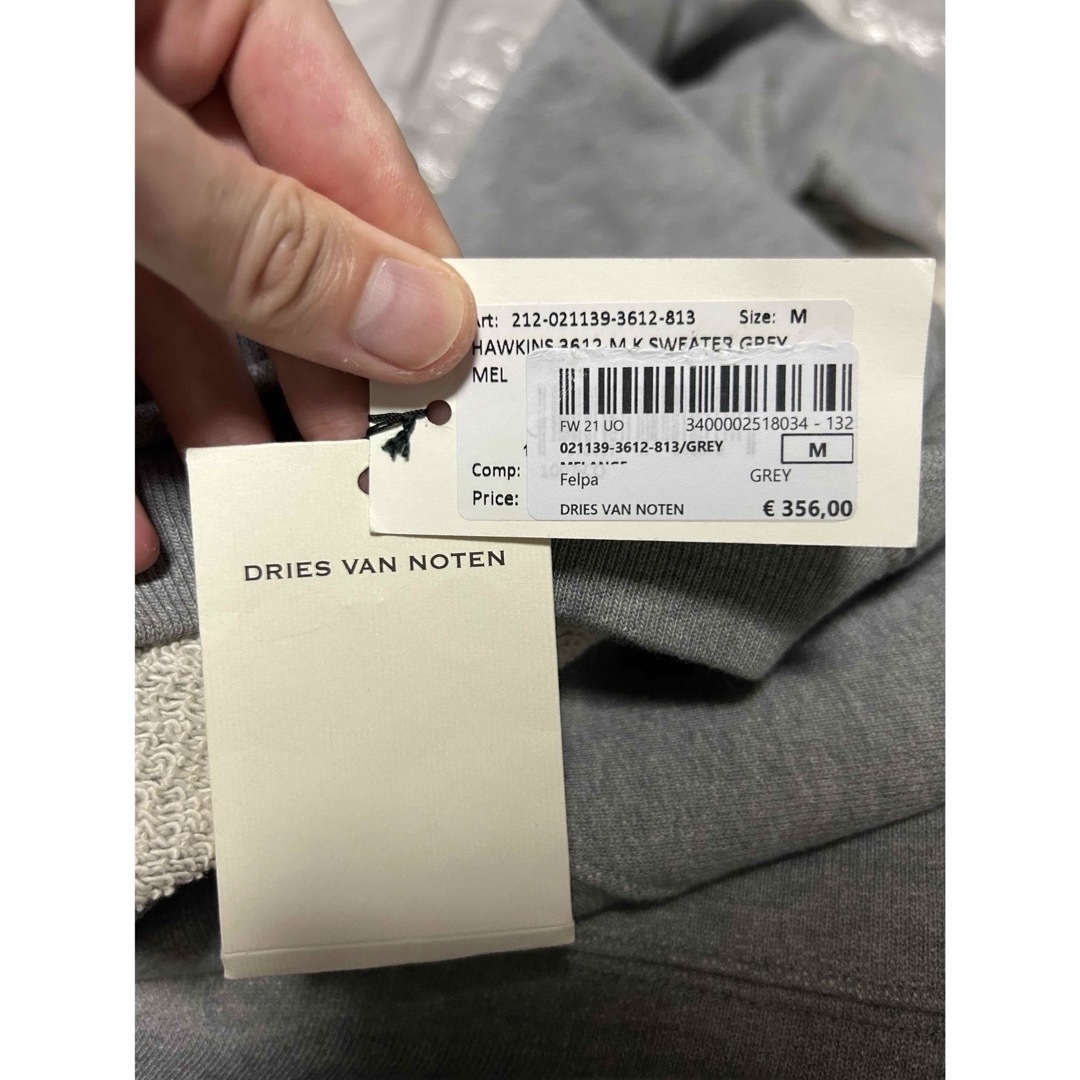 Art: 212-021139-3612-813 Size: M
HAWKINS 3612 M.K.SWEATER GREY
MEL
FW 21 UO 3400002518034 - 132
021139-3612-813/GREY M
MELANGE
Felpa GREY
Comp:
Price:
DRIES VAN NOTEN € 356,00
DRIES VAN NOTEN